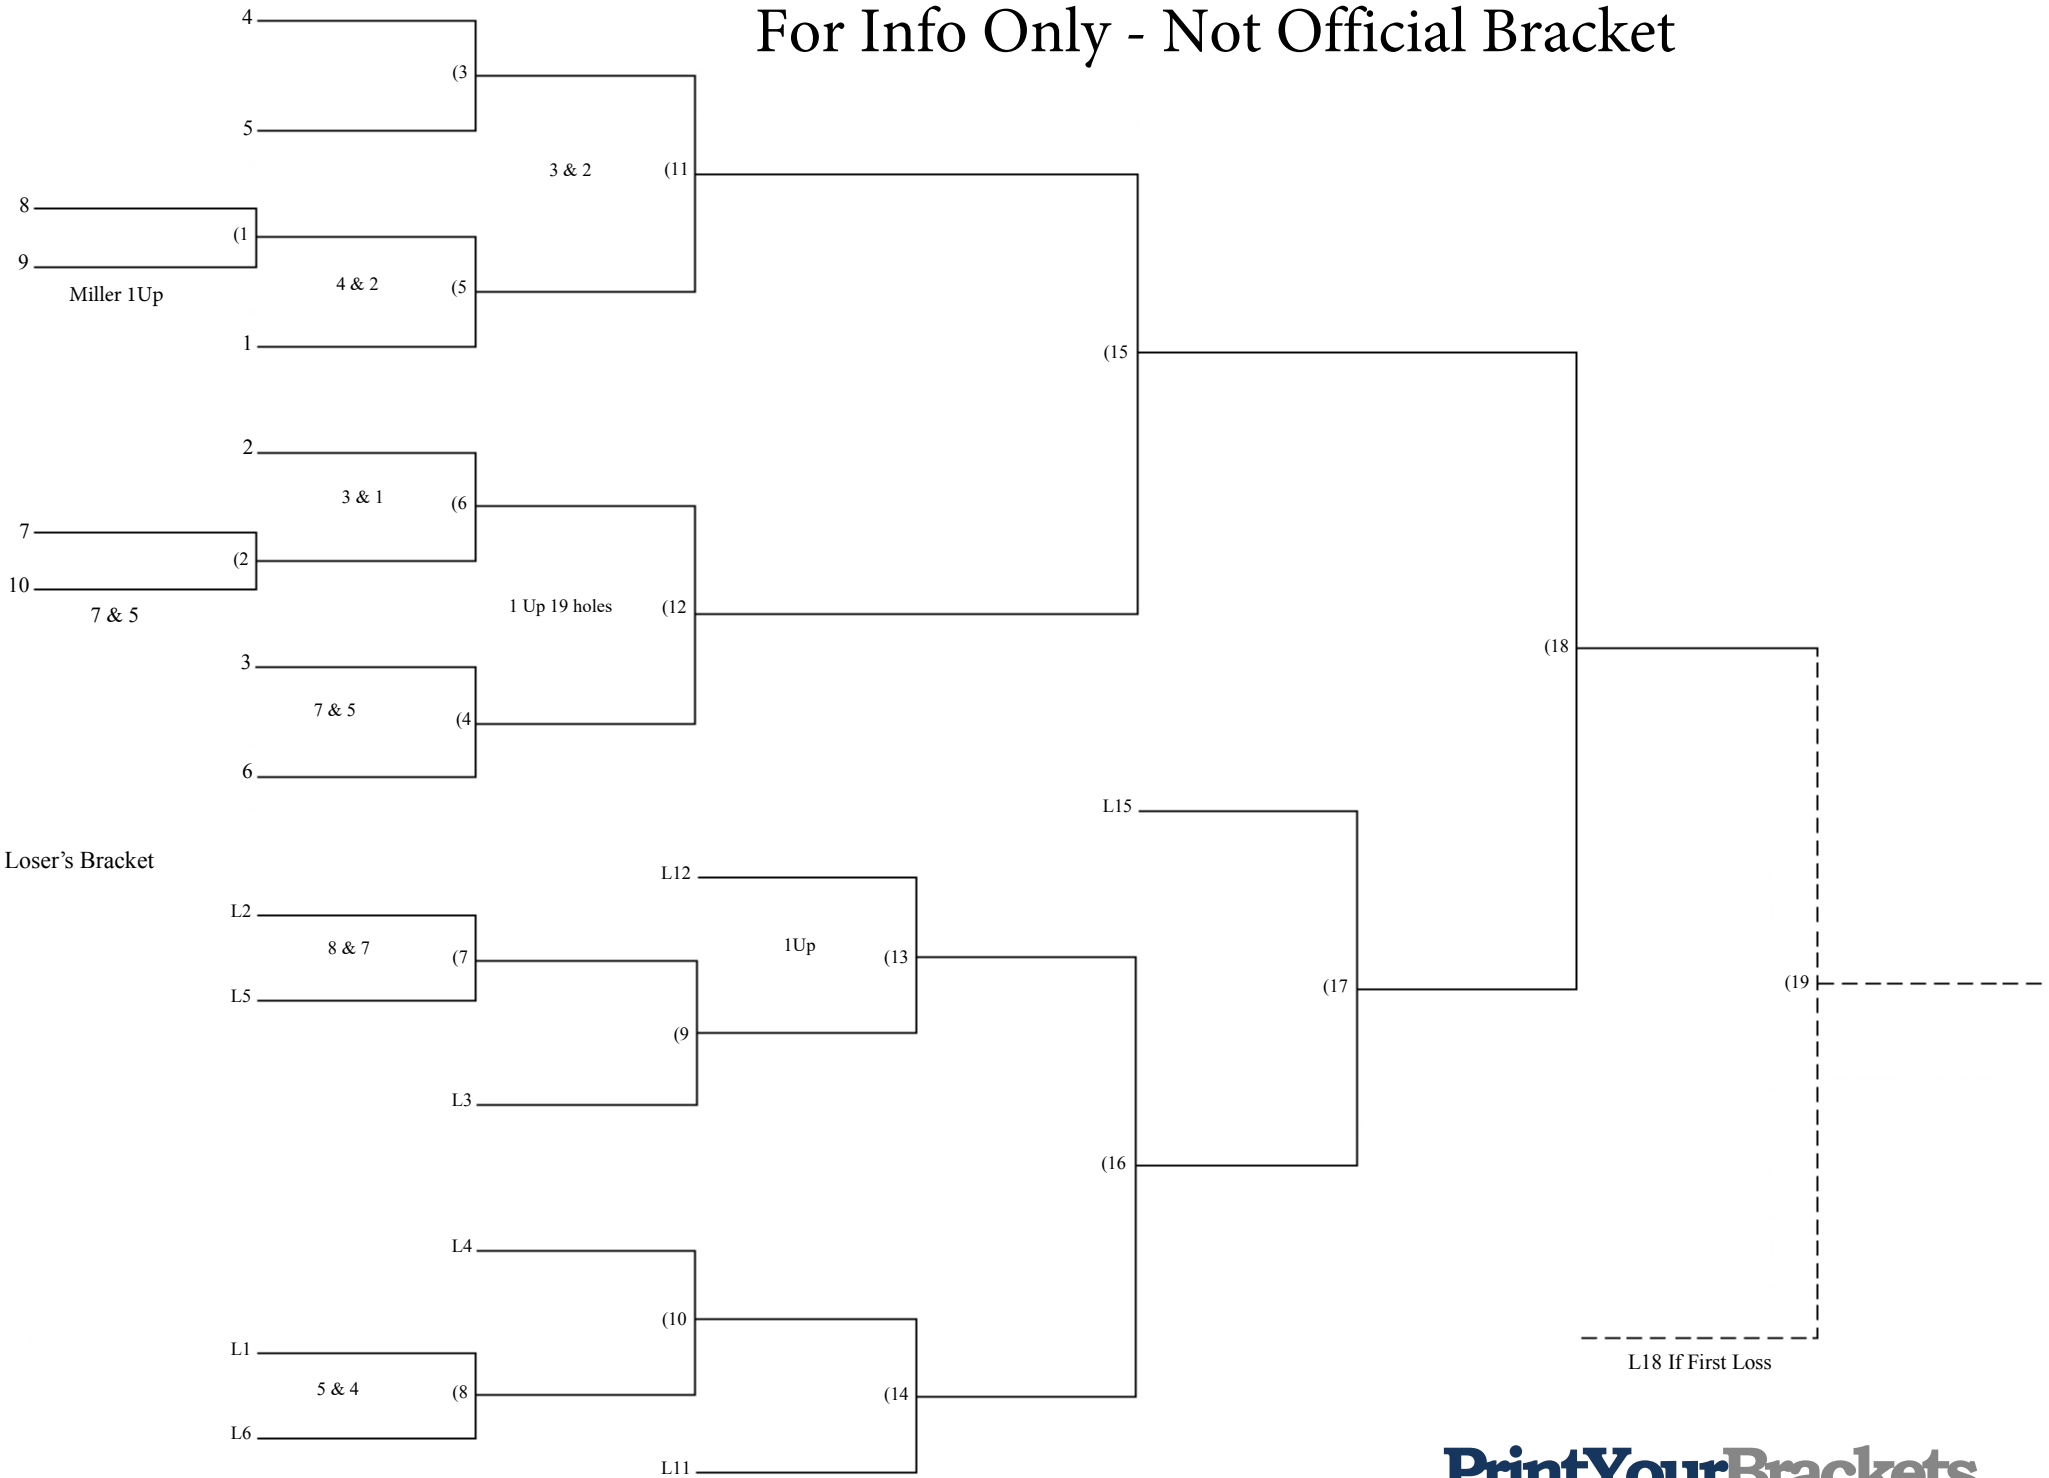 For Info Only - Not Official Bracket
4
(3
5
3 & 2
(11
8
(1
9
Miller 1Up
4 & 2
(5
1
(15
2
3 & 1
(6
7
(2
10
7 & 5
1 Up 19 holes
(12
3
7 & 5
(4
6
(18
L15
Loser’s Bracket
L12
L2
8 & 7
(7
1Up
(13
L5
(17
(19
(9
L3
(16
L4
(10
L1
5 & 4
(8
(14
L6
L11
L18 If First Loss
PrintYourBrackets